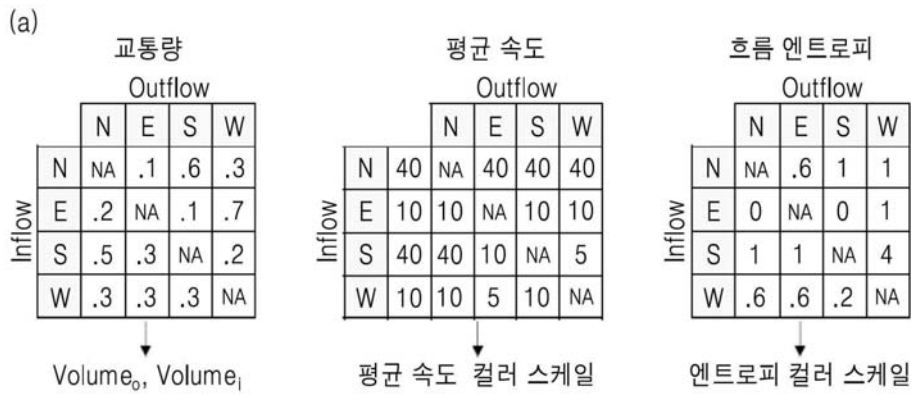 (a)
교통량 평균 속도 흐름 엔트로피
Outflow Outflow Outflow
N E S W N E S W N E S W
Inflow N NA .1 .6 .3 Inflow N 40 NA 40 40 40 Inflow N NA .6 1 1
E .2 NA .1 .7 E 10 10 NA 10 10 E 0 NA 0 1
S .5 .3 NA .2 S 40 40 10 NA 5 S 1 1 NA 4
W .3 .3 .3 NA W 10 10 5 10 NA W .6 .6 .2 NA
Volumeₒ, Volumeᵢ 평균 속도 컬러 스케일 엔트로피 컬러 스케일